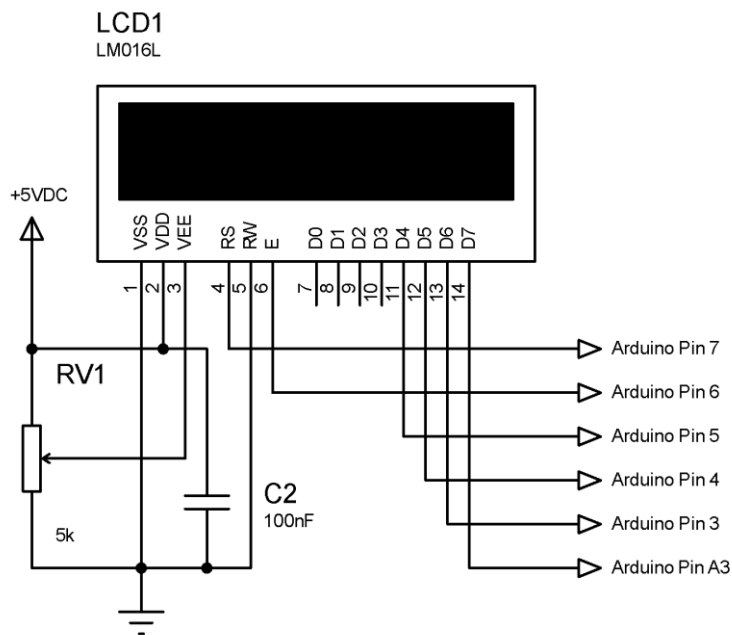 LCD1
LM016L
+5VDC
VSS
VDD
VEE
RS
RW
E
D0
D1
D2
D3
D4
D5
D6
D7
1
2
3
4
5
6
7
8
9
10
11
12
13
14
Arduino Pin 7
RV1
Arduino Pin 6
Arduino Pin 5
Arduino Pin 4
C2
100nF
Arduino Pin 3
5k
Arduino Pin A3